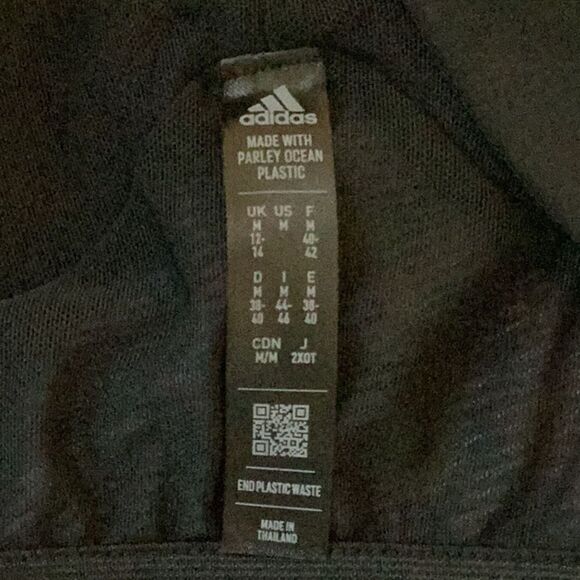 adidas
MADE WITH
PARLEY OCEAN
PLASTIC
UK US F
M M M
12- 40-
14 42
D I E
M M M
38- 44- 38-
40 46 40
CDN J
M/M 2XOT
END PLASTIC WASTE
MADE IN
THAILAND